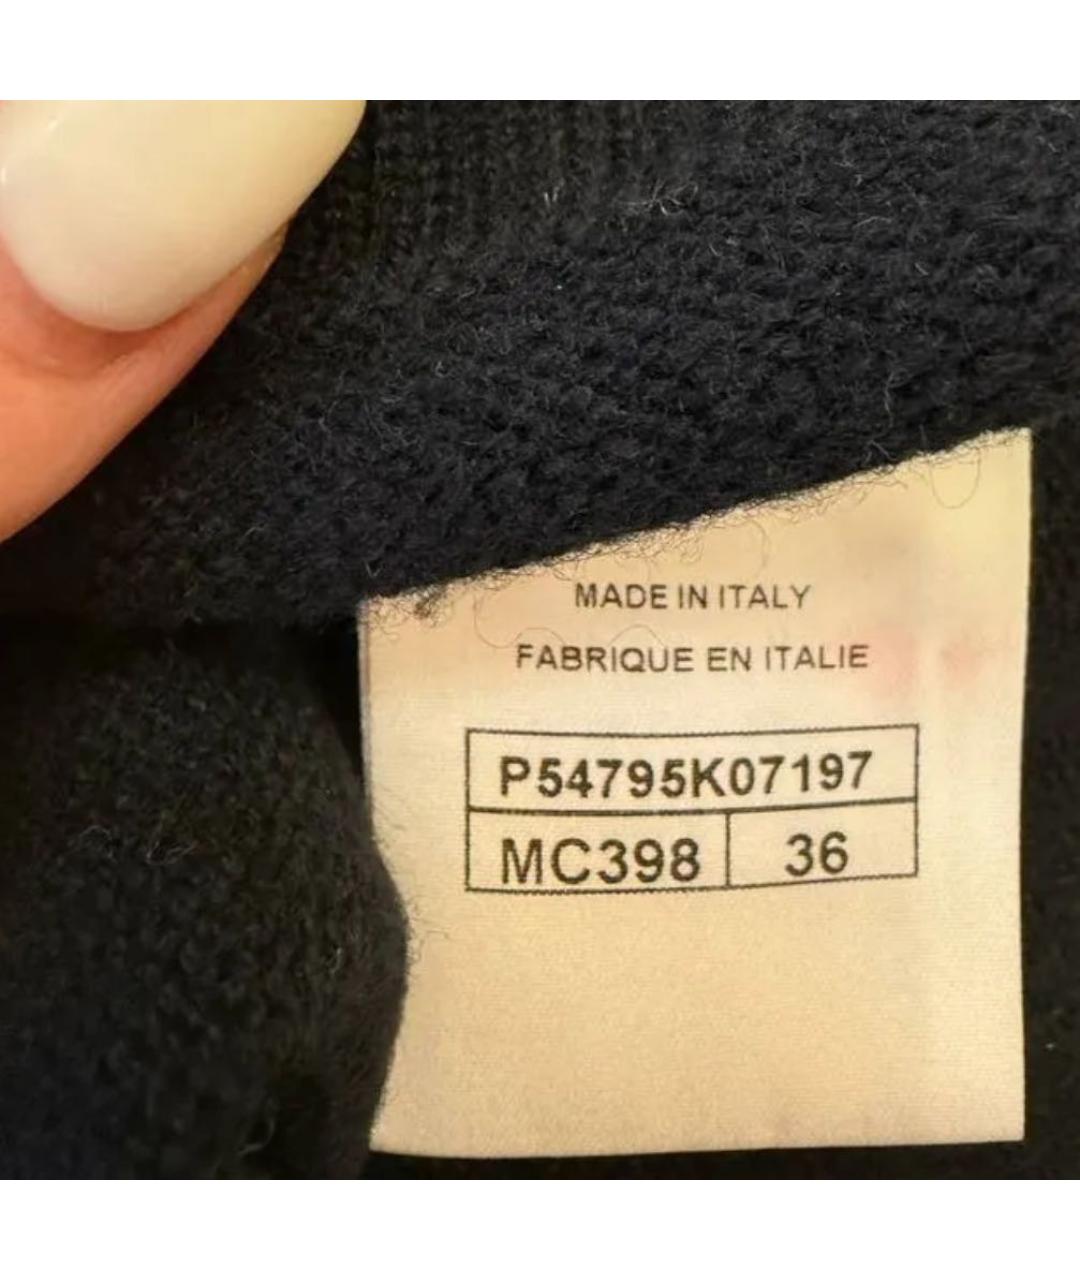 MADE IN ITALY
FABRIQUE EN ITALIE
P54795K07197
MC398 36